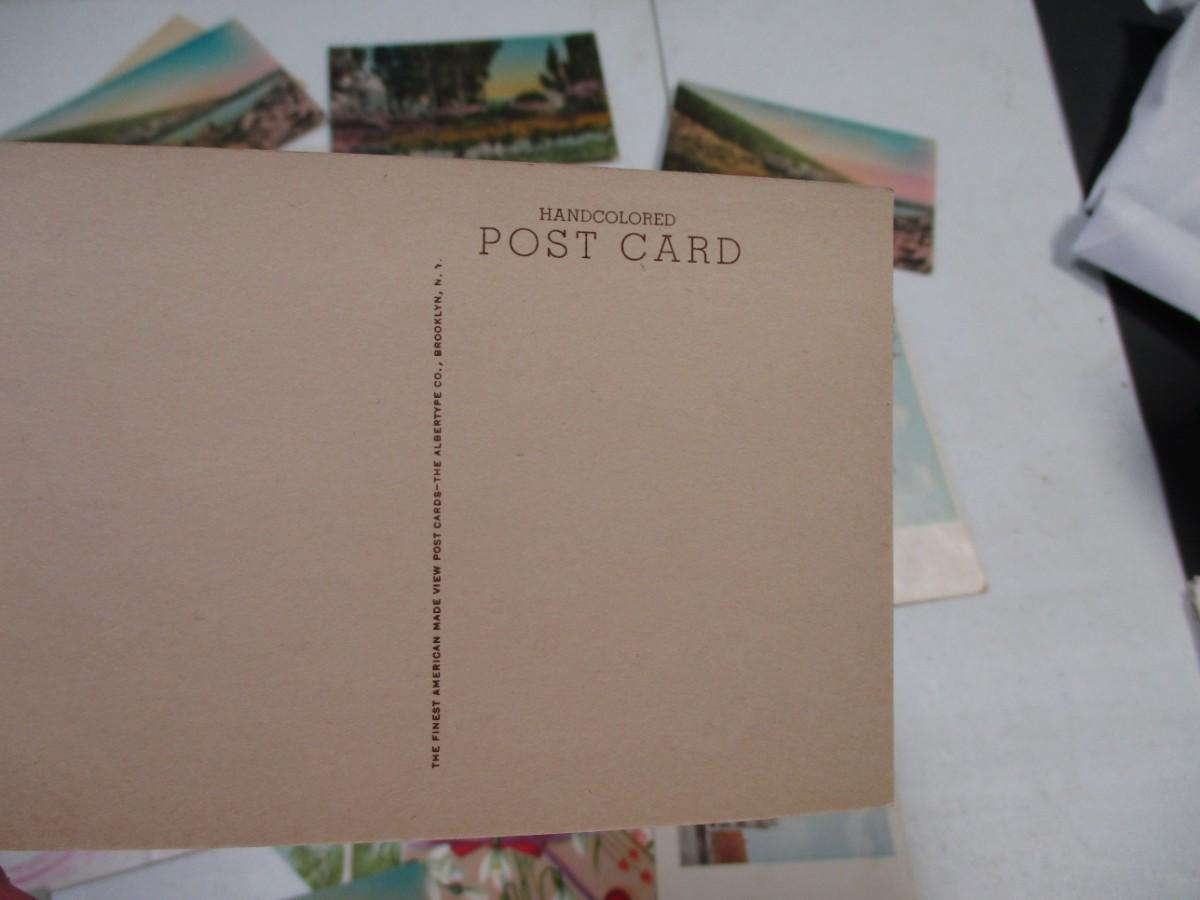 HANDCOLORED
POST CARD
THE FINEST AMERICAN MADE VIEW POST CARDS—THE ALBERTYPE CO., BROOKLYN, N. Y.